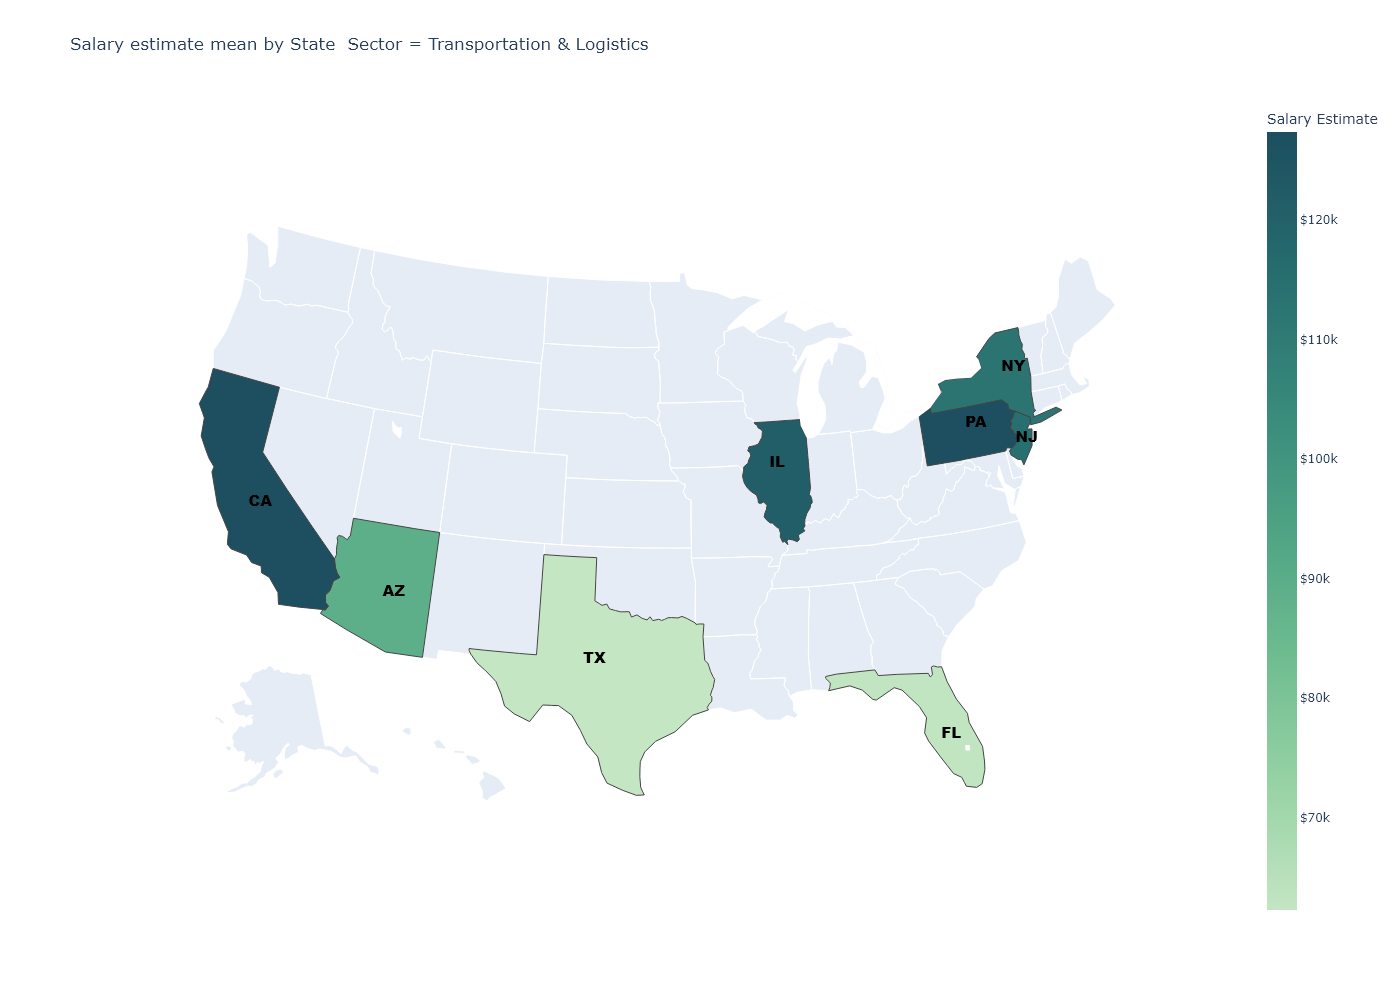 Salary estimate mean by State  Sector = Transportation & Logistics
Salary Estimate
$120k
$110k
$100k
$90k
$80k
$70k
NY
PA
NJ
IL
CA
AZ
TX
FL